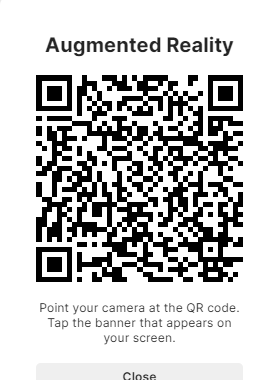 Augmented Reality
Point your camera at the QR code.
Tap the banner that appears on
your screen.
Close